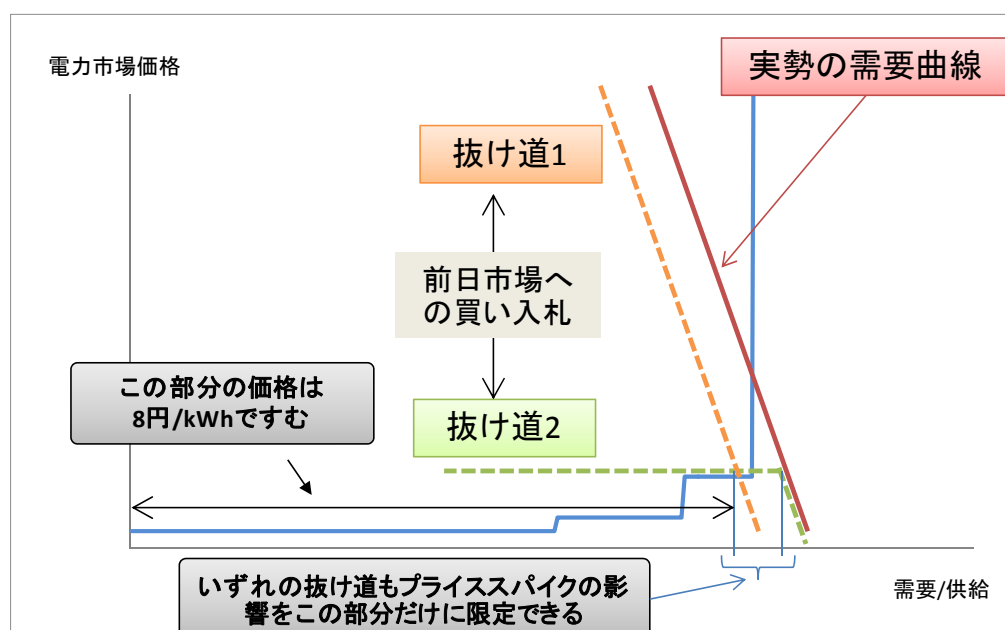 電力市場価格
実勢の需要曲線
抜け道1
前日市場へ
の買い入札
この部分の価格は
8円/kWhですむ
抜け道2
いずれの抜け道もプライススパイクの影
響をこの部分だけに限定できる
需要/供給